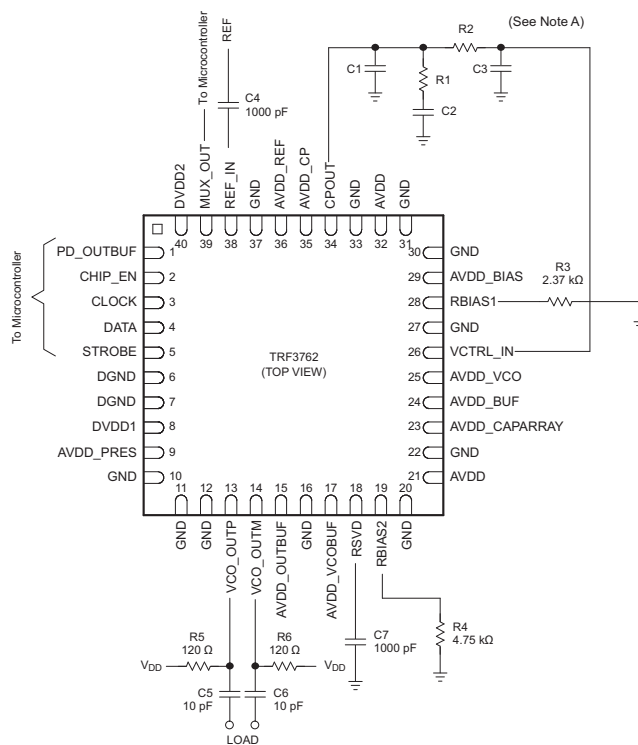 (See Note A)
R2
C1
R1
C3
C2
To Microcontroller
REF
C4
1000 pF
DVDD2
MUX_OUT
REF_IN
GND
AVDD_REF
AVDD_CP
CPOUT
GND
AVDD
GND
40
39
38
37
36
35
34
33
32
31
To Microcontroller
PD_OUTBUF 1
CHIP_EN 2
CLOCK 3
DATA 4
STROBE 5
DGND 6
DGND 7
DVDD1 8
AVDD_PRES 9
GND 10
TRF3762
(TOP VIEW)
30 GND
29 AVDD_BIAS
28 RBIAS1
27 GND
26 VCTRL_IN
25 AVDD_VCO
24 AVDD_BUF
23 AVDD_CAPARRAY
22 GND
21 AVDD
R3
2.37 kΩ
11
12
13
14
15
16
17
18
19
20
GND
GND
VCO_OUTP
VCO_OUTM
AVDD_OUTBUF
GND
AVDD_VCOBUF
RSVD
RBIAS2
GND
R5
120 Ω
R6
120 Ω
VDD
VDD
C5
10 pF
C6
10 pF
LOAD
C7
1000 pF
R4
4.75 kΩ